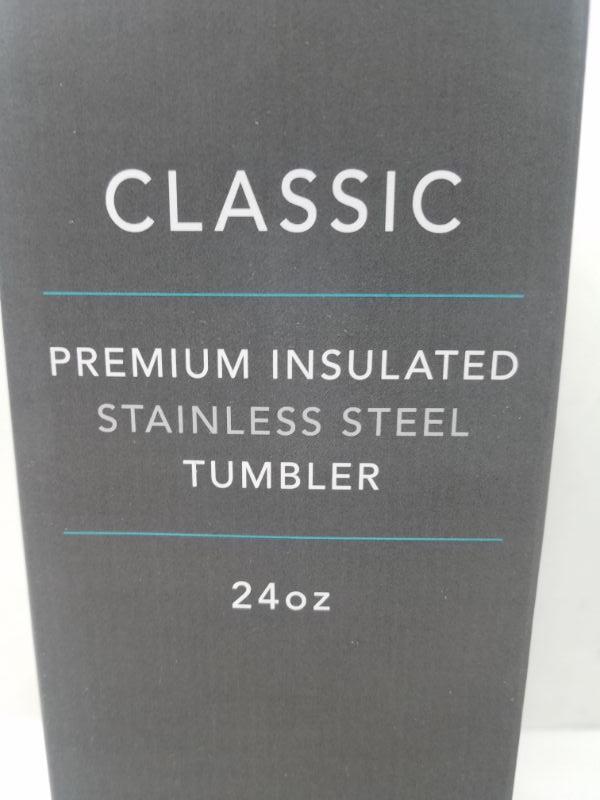 CLASSIC
PREMIUM INSULATED
STAINLESS STEEL
TUMBLER
24oz